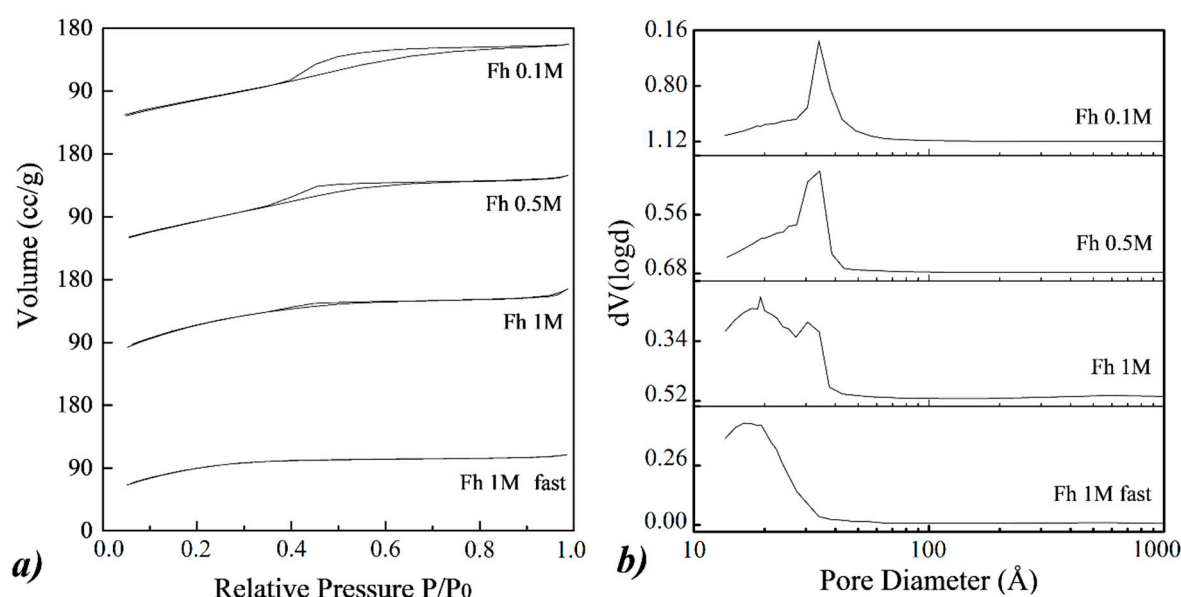 180
Fh 0.1M
90
180
Fh 0.5M
90
180
Fh 1M
90
180
90
Fh 1M fast
0
0.0 0.2 0.4 0.6 0.8 1.0
Volume (cc/g)
Relative Pressure P/P0
a)
0.16
0.80
Fh 0.1M
1.12
0.56
Fh 0.5M
0.68
0.34
Fh 1M
0.52
0.26
Fh 1M fast
0.00
10 100 1000
dV(logd)
Pore Diameter (Å)
b)